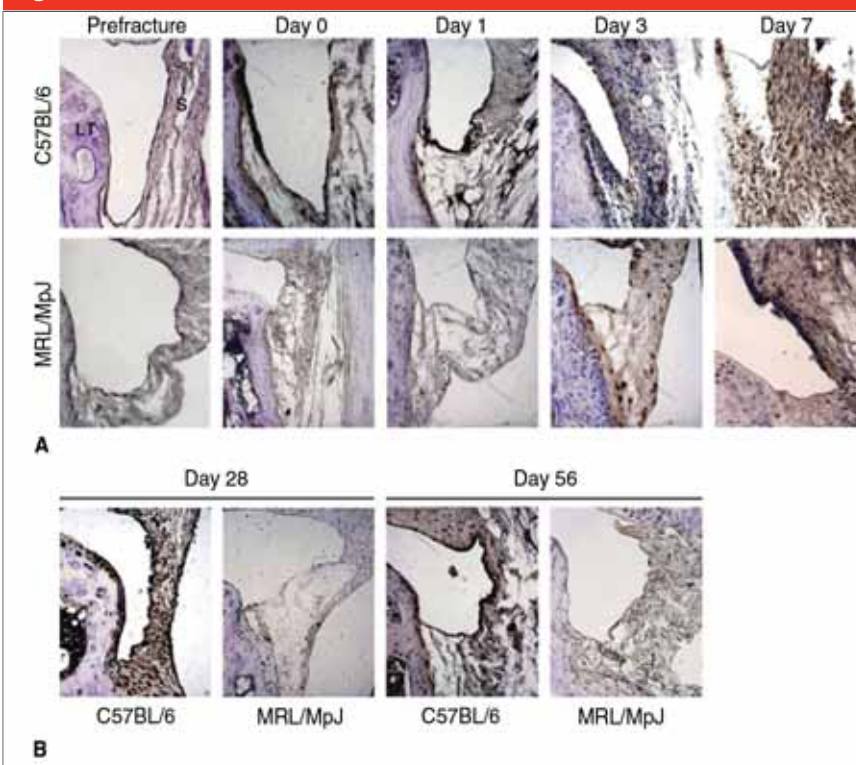 Prefracture Day 0 Day 1 Day 3 Day 7
C57BL/6
LT S
MRL/MpJ
A
Day 28 Day 56
C57BL/6 MRL/MpJ C57BL/6 MRL/MpJ
B